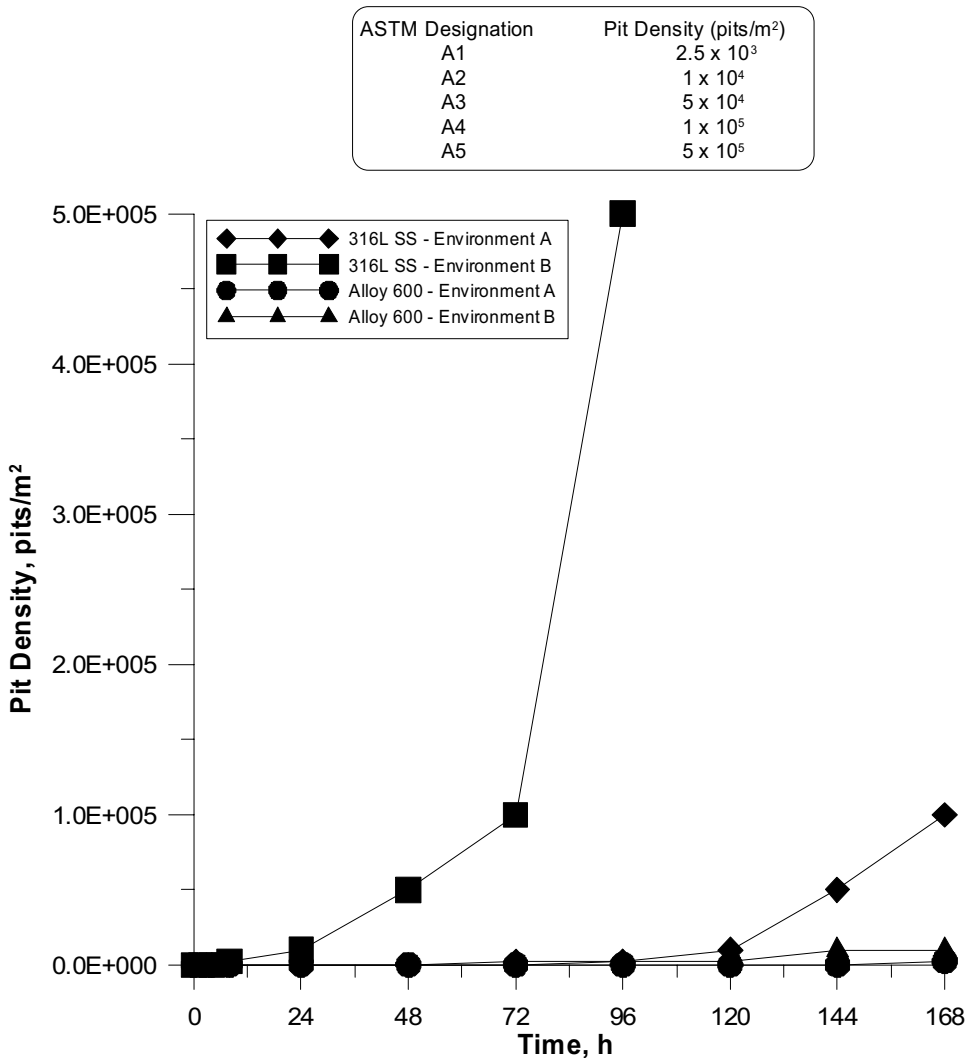 ASTM Designation Pit Density (pits/m²)
A1 2.5 x 10³
A2 1 x 10⁴
A3 5 x 10⁴
A4 1 x 10⁵
A5 5 x 10⁵
5.0E+005
316L SS - Environment A
316L SS - Environment B
Alloy 600 - Environment A
Alloy 600 - Environment B
4.0E+005
3.0E+005
2.0E+005
1.0E+005
0.0E+000
Pit Density, pits/m²
0 24 48 72 96 120 144 168
Time, h